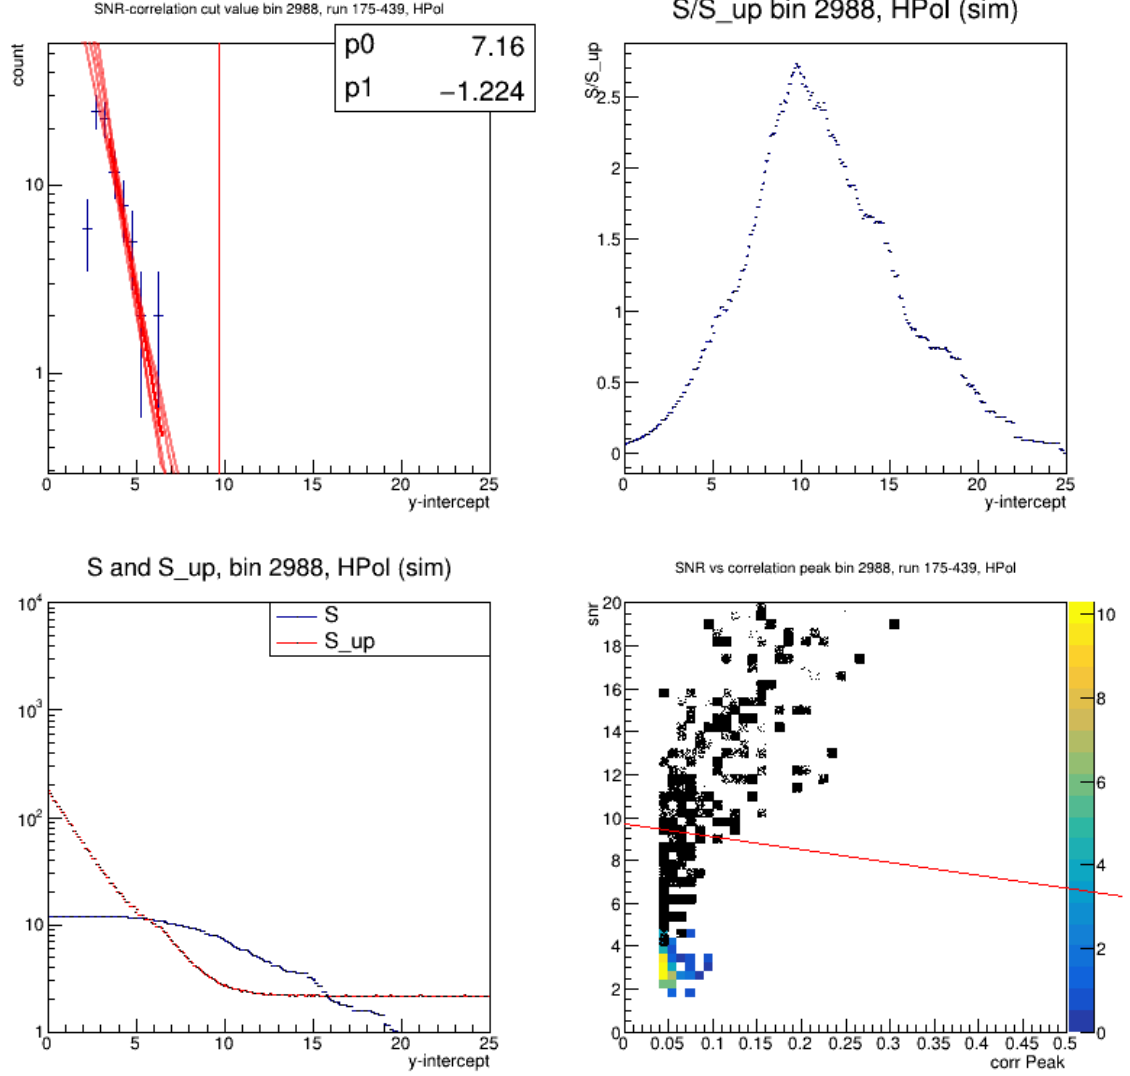 SNR-correlation cut value bin 2988, run 175-439, HPol
count
p0 7.16
p1 −1.224
10
1
0 5 10 15 20 25
y-intercept
S/S_up bin 2988, HPol (sim)
S/S_up
2.5
2
1.5
1
0.5
0
0 5 10 15 20 25
y-intercept
S and S_up, bin 2988, HPol (sim)
S
S_up
10^4
10^3
10^2
10
1
0 5 10 15 20 25
y-intercept
SNR vs correlation peak bin 2988, run 175-439, HPol
snr
20
18
16
14
12
10
8
6
4
2
0
0 0.05 0.1 0.15 0.2 0.25 0.3 0.35 0.4 0.45 0.5
corr Peak
10
8
6
4
2
0